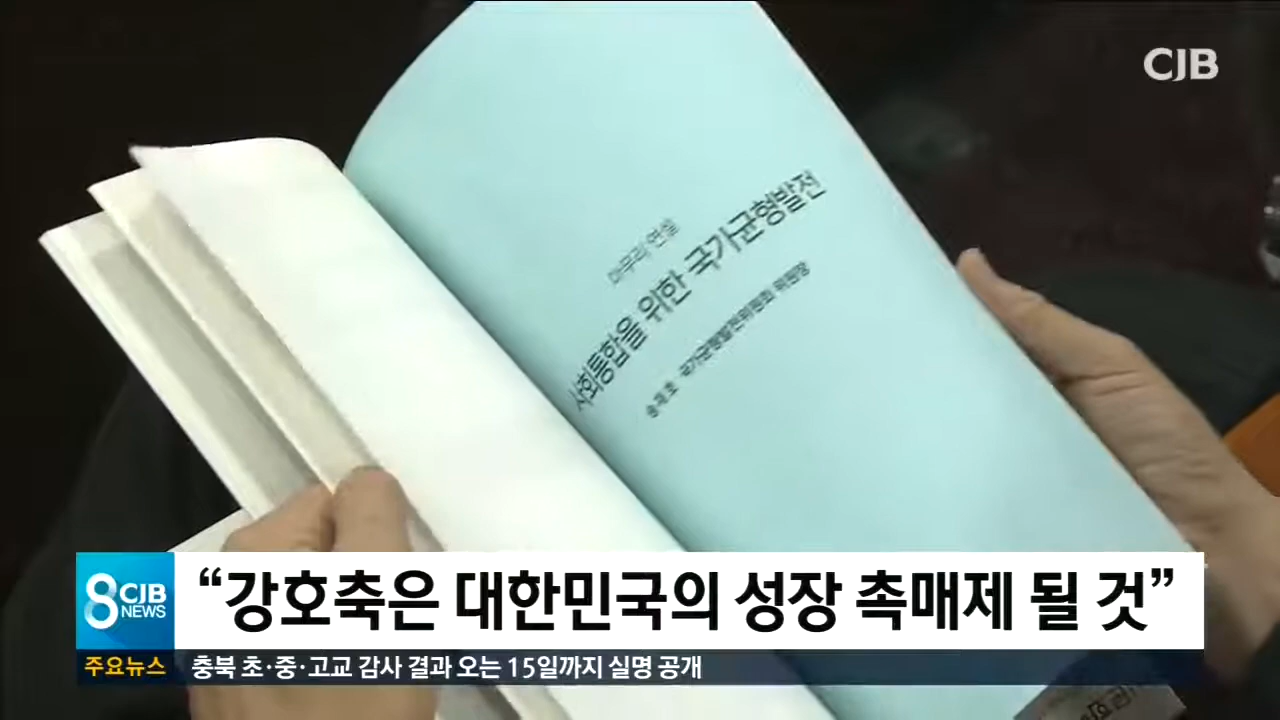 CJB
마무리 연설
사회통합을 위한 국가균형발전
송재호 국가균형발전위원회 위원장
8 CJB NEWS
“강호축은 대한민국의 성장 촉매제 될 것”
주요뉴스
충북 초·중·고교 감사 결과 오는 15일까지 실명 공개